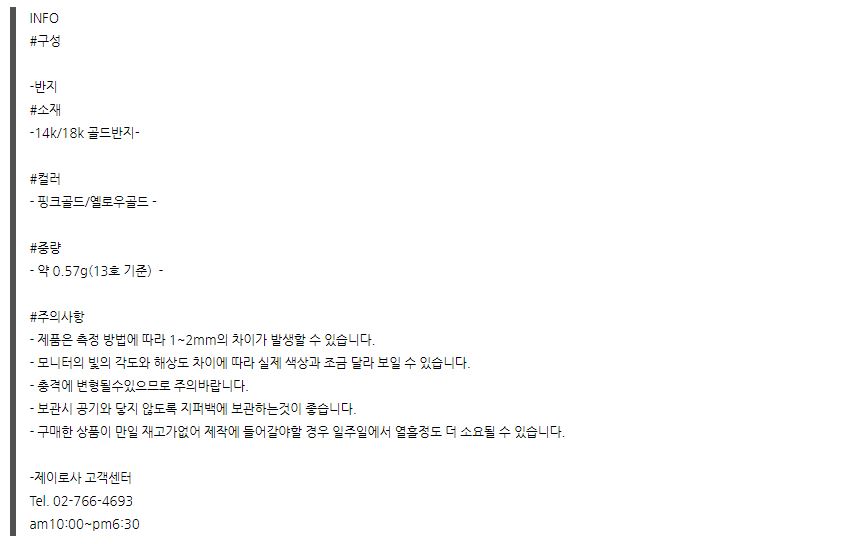 INFO
#구성
-반지
#소재
-14k/18k 골드반지-
#컬러
- 핑크골드/옐로우골드 -
#중량
- 약 0.57g(13호 기준)  -
#주의사항
- 제품은 측정 방법에 따라 1~2mm의 차이가 발생할 수 있습니다.
- 모니터의 빛의 각도와 해상도 차이에 따라 실제 색상과 조금 달라 보일 수 있습니다.
- 충격에 변형될수있으므로 주의바랍니다.
- 보관시 공기와 닿지 않도록 지퍼백에 보관하는것이 좋습니다.
- 구매한 상품이 만일 재고가없어 제작에 들어갈야할 경우 일주일에서 열흘정도 더 소요될 수 있습니다.
-제이로사 고객센터
Tel. 02-766-4693
am10:00~pm6:30